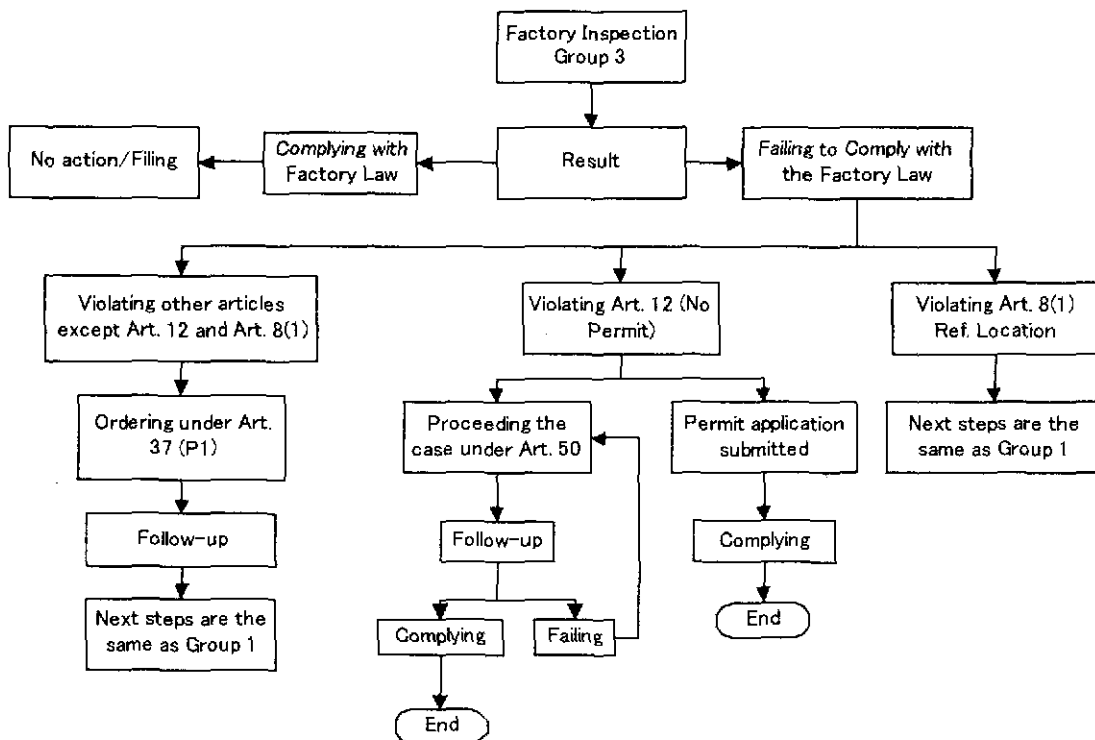 Factory Inspection
Group 3
No action/Filing
Complying with
Factory Law
Result
Failing to Comply with
the Factory Law
Violating other articles
except Art. 12 and Art. 8(1)
Violating Art. 12 (No
Permit)
Violating Art. 8(1)
Ref. Location
Ordering under Art.
37 (P1)
Proceeding the
case under Art. 50
Permit application
submitted
Next steps are the
same as Group 1
Follow-up
Follow-up
Complying
Next steps are the
same as Group 1
Complying
Failing
End
End